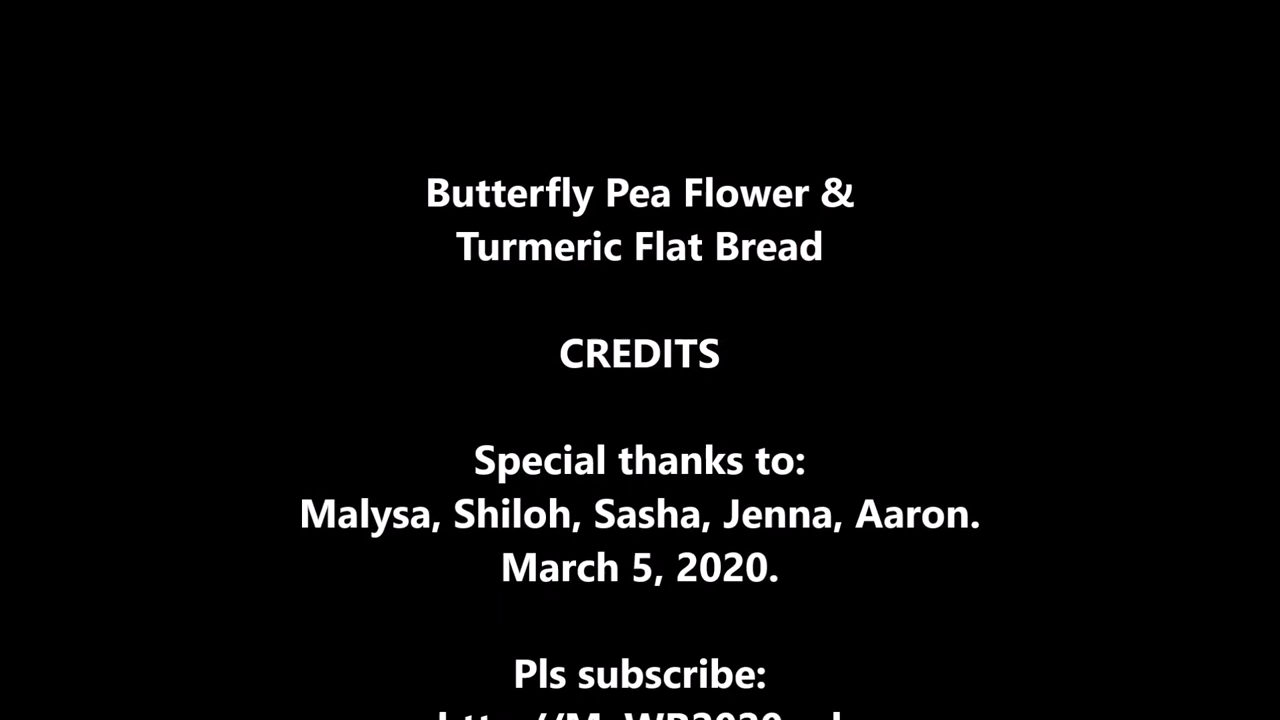 Butterfly Pea Flower &
Turmeric Flat Bread
CREDITS
Special thanks to:
Malysa, Shiloh, Sasha, Jenna, Aaron.
March 5, 2020.
Pls subscribe: